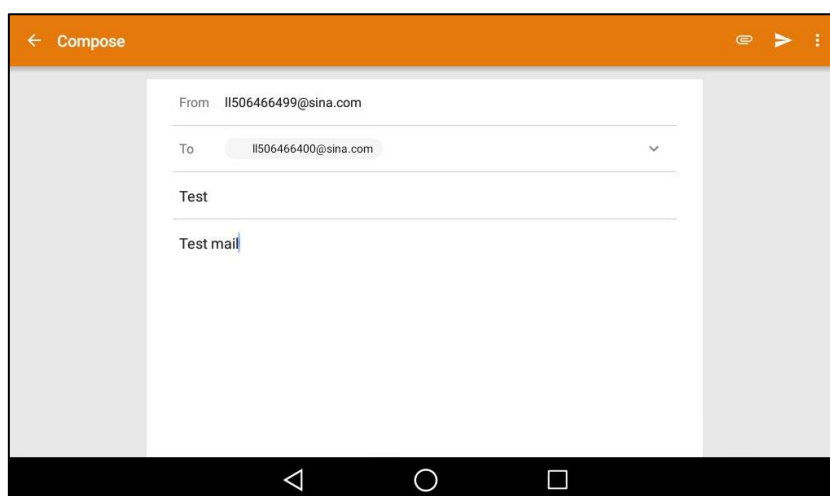 Compose
From ll506466499@sina.com
To ll506466400@sina.com
Test
Test mail